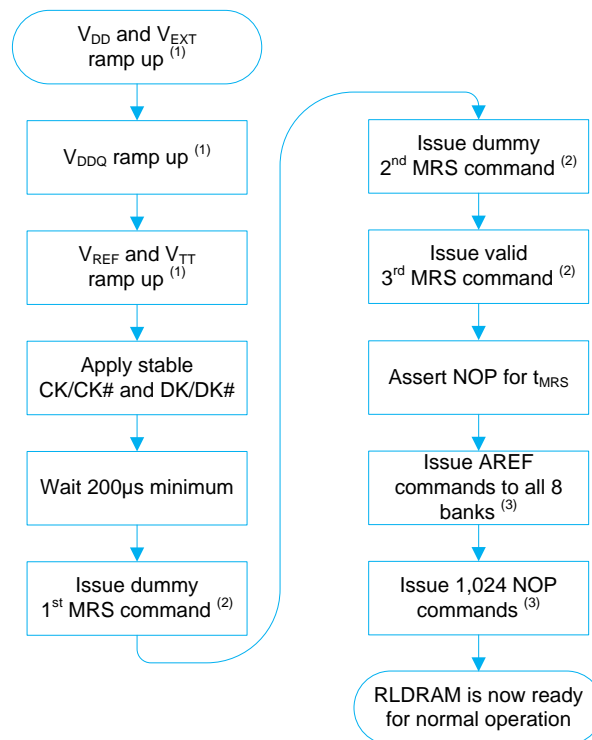 V_DD and V_EXT
ramp up (1)
V_DDQ ramp up (1)
V_REF and V_TT
ramp up (1)
Apply stable
CK/CK# and DK/DK#
Wait 200µs minimum
Issue dummy
1st MRS command (2)
Issue dummy
2nd MRS command (2)
Issue valid
3rd MRS command (2)
Assert NOP for t_MRS
Issue AREF
commands to all 8
banks (3)
Issue 1,024 NOP
commands (3)
RLDRAM is now ready
for normal operation